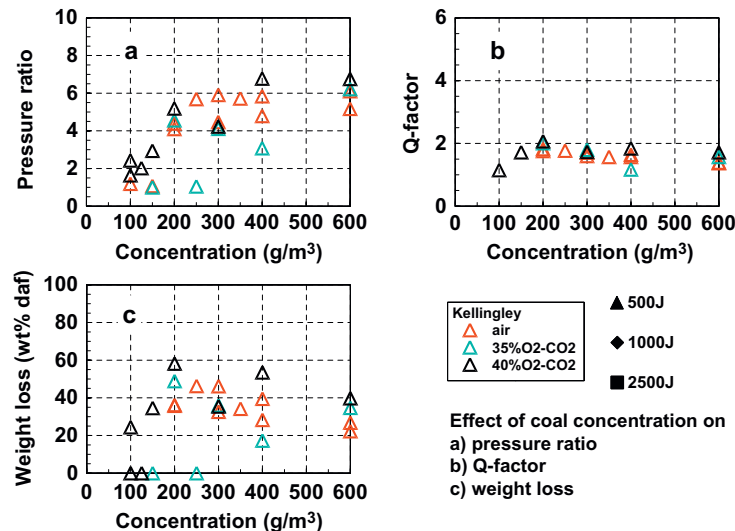 10
8
6
4
2
0
a
Pressure ratio
0 100 200 300 400 500 600
Concentration (g/m³)
6
4
2
0
b
Q-factor
0 100 200 300 400 500 600
Concentration (g/m³)
100
80
60
40
20
0
c
Weight loss (wt% daf)
0 100 200 300 400 500 600
Concentration (g/m³)
Kellingley
air
35%O2-CO2
40%O2-CO2
500J
1000J
2500J
Effect of coal concentration on
a) pressure ratio
b) Q-factor
c) weight loss